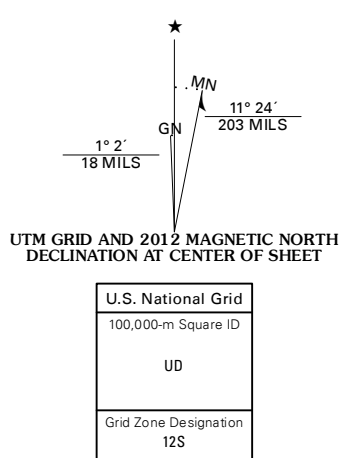 ★
MN
GN
11° 24´
203 MILS
1° 2´
18 MILS
UTM GRID AND 2012 MAGNETIC NORTH
DECLINATION AT CENTER OF SHEET
U.S. National Grid
100,000-m Square ID
UD
Grid Zone Designation
12S